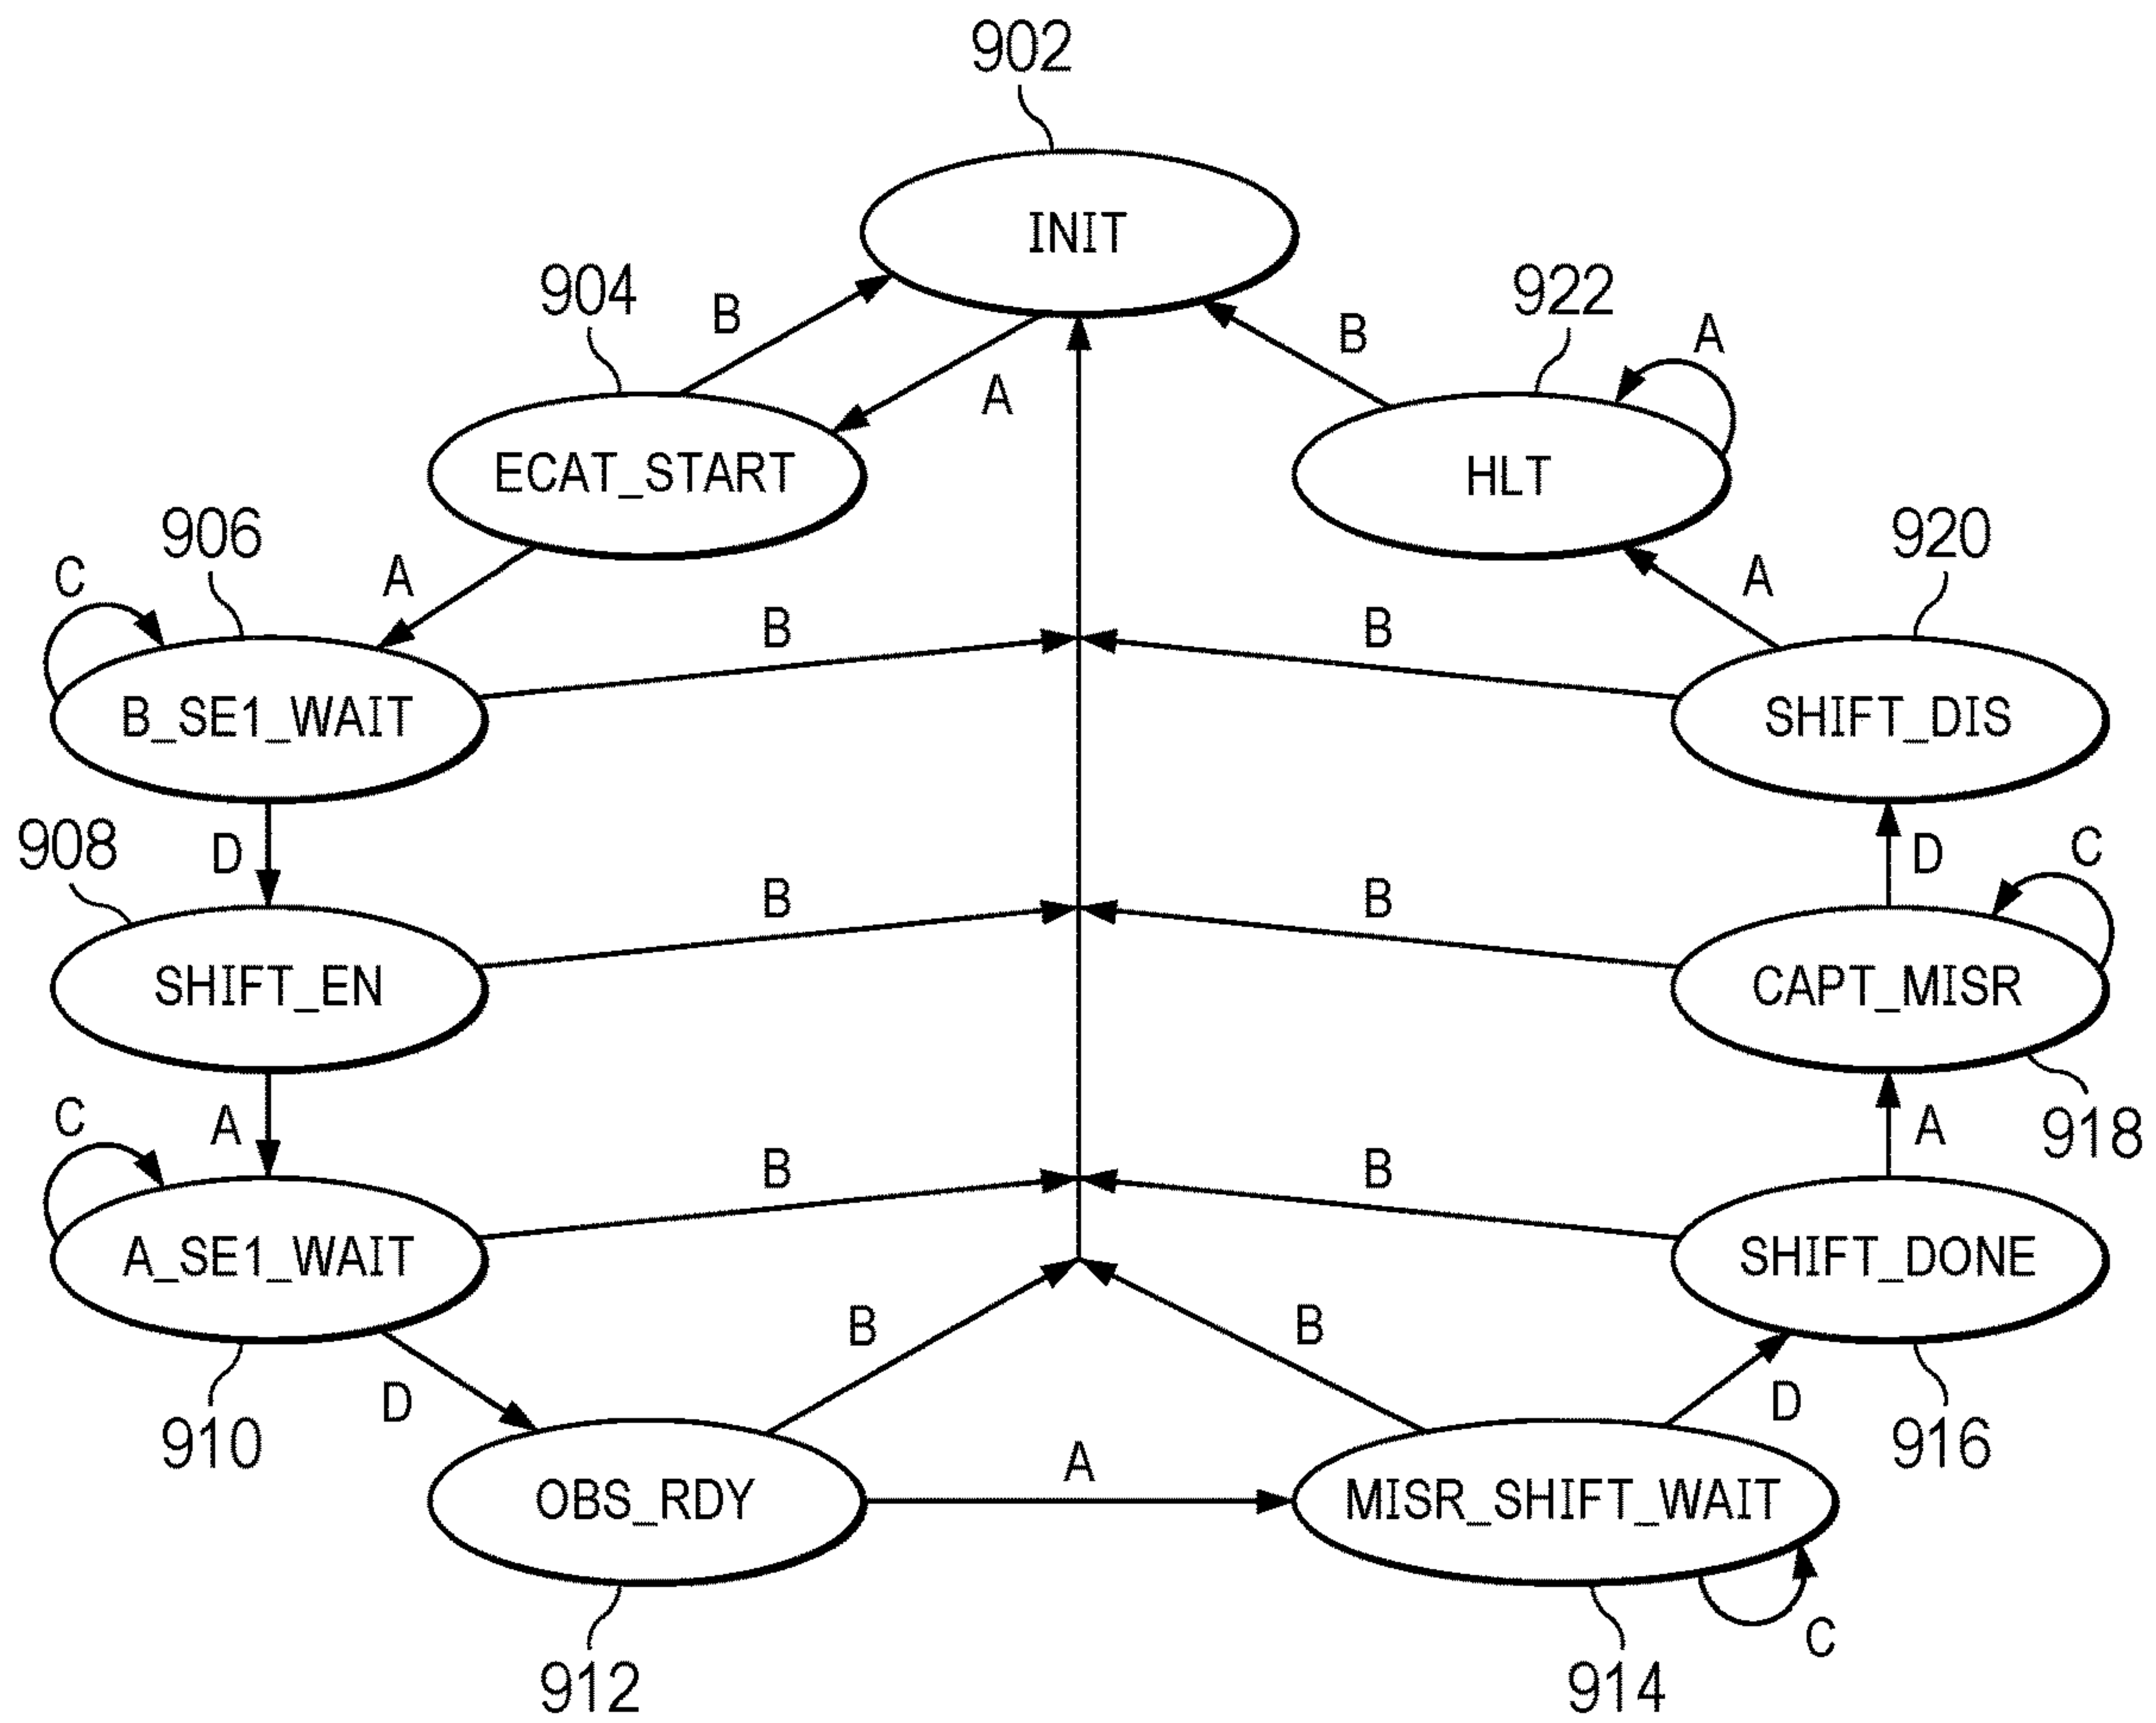 902
INIT
904
B
A
B
922
A
ECAT_START
HLT
906
C
A
B
B
A
920
B_SE1_WAIT
SHIFT_DIS
908
D
B
B
D
C
SHIFT_EN
CAPT_MISR
C
A
B
B
A
918
A_SE1_WAIT
SHIFT_DONE
910
D
B
B
D
916
A
OBS_RDY
MISR_SHIFT_WAIT
912
914
C